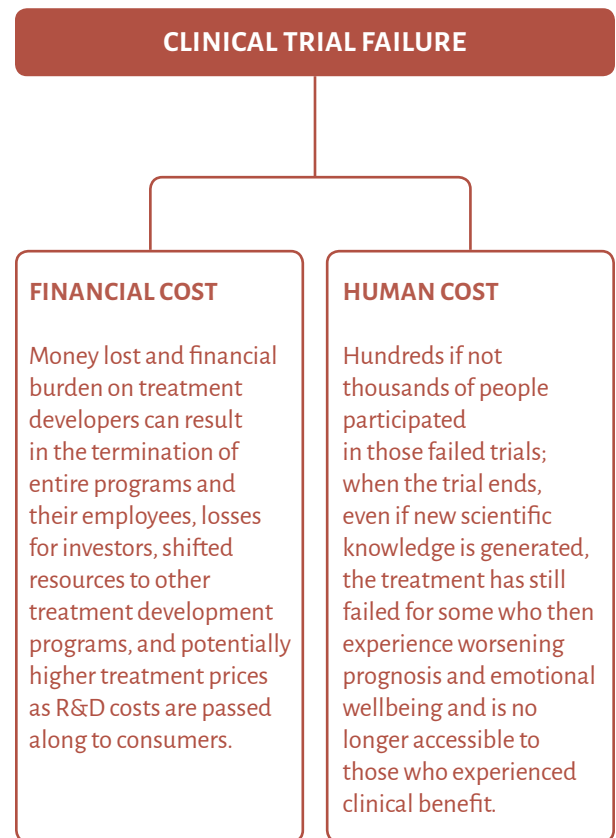 CLINICAL TRIAL FAILURE
FINANCIAL COST
Money lost and financial
burden on treatment
developers can result
in the termination of
entire programs and
their employees, losses
for investors, shifted
resources to other
treatment development
programs, and potentially
higher treatment prices
as R&D costs are passed
along to consumers.
HUMAN COST
Hundreds if not
thousands of people
participated
in those failed trials;
when the trial ends,
even if new scientific
knowledge is generated,
the treatment has still
failed for some who then
experience worsening
prognosis and emotional
wellbeing and is no
longer accessible to
those who experienced
clinical benefit.